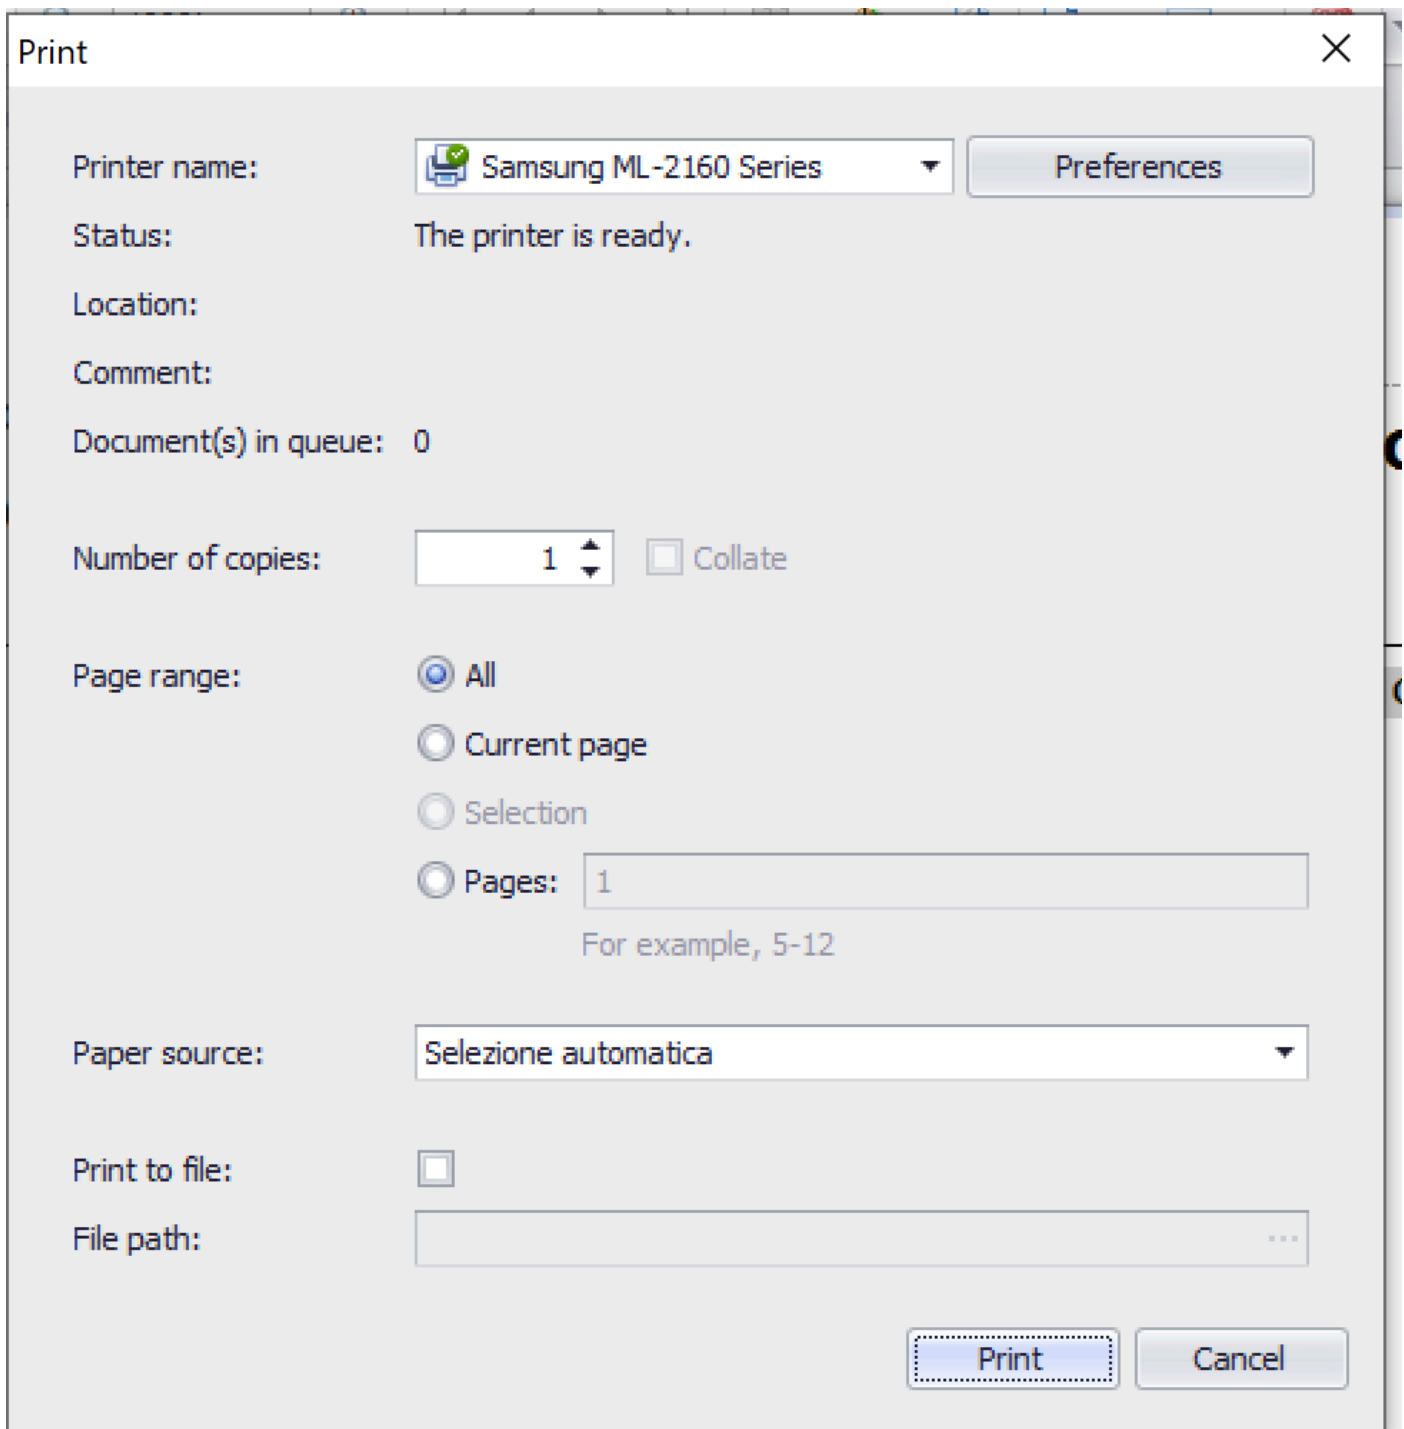 Print
Printer name: Samsung ML-2160 Series Preferences
Status: The printer is ready.
Location:
Comment:
Document(s) in queue: 0
Number of copies: 1 Collate
Page range: All
Current page
Selection
Pages: 1
For example, 5-12
Paper source: Selezione automatica
Print to file:
File path: ...
Print Cancel